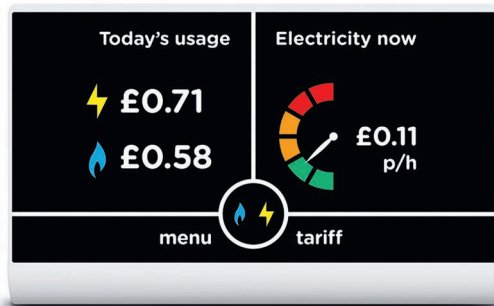 Today's usage
£0.71
£0.58
Electricity now
£0.11
p/h
menu
tariff